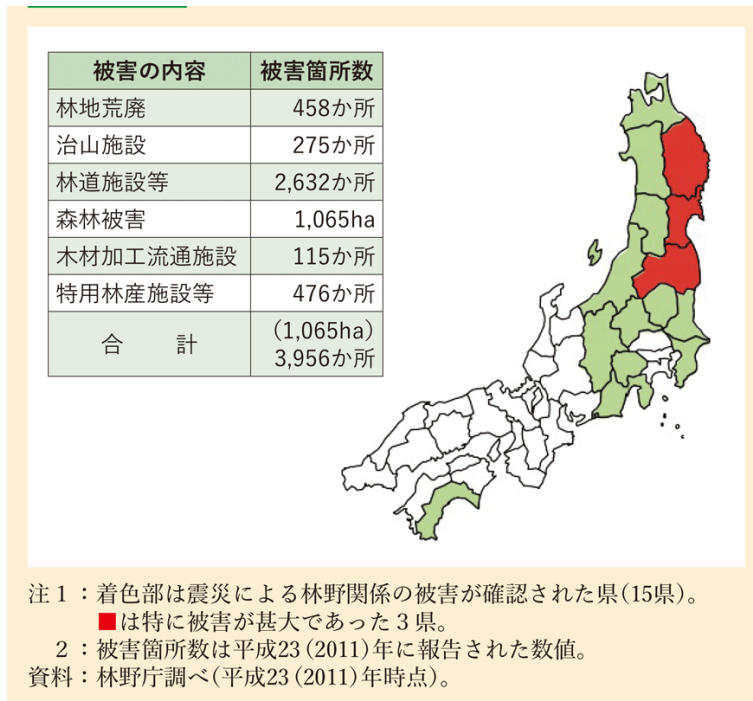 被害の内容 被害箇所数
林地荒廃 458か所
治山施設 275か所
林道施設等 2,632か所
森林被害 1,065ha
木材加工流通施設 115か所
特用林産施設等 476か所
合　計 (1,065ha)
3,956か所
注１：着色部は震災による林野関係の被害が確認された県(15県)。
■は特に被害が甚大であった３県。
２：被害箇所数は平成23(2011)年に報告された数値。
資料：林野庁調べ(平成23(2011)年時点)。